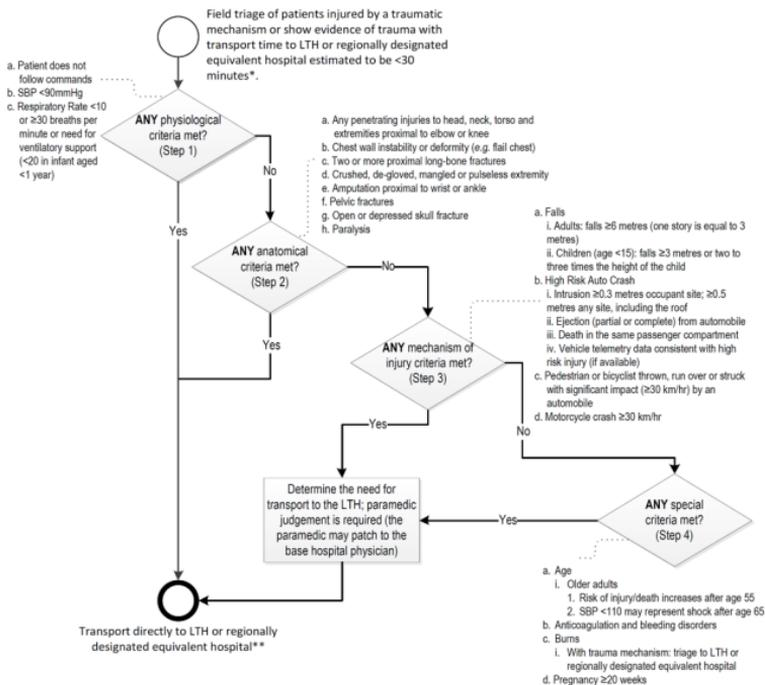 Field triage of patients injured by a traumatic
mechanism or show evidence of trauma with
transport time to LTH or regionally designated
equivalent hospital estimated to be <30
minutes*.
a. Patient does not
follow commands
b. SBP <90mmHg
c. Respiratory Rate <10
or ≥30 breaths per
minute or need for
ventilatory support
(<20 in infant aged
<1 year)
ANY physiological
criteria met?
(Step 1)
No
Yes
a. Any penetrating injuries to head, neck, torso and
extremities proximal to elbow or knee
b. Chest wall instability or deformity (e.g. flail chest)
c. Two or more proximal long-bone fractures
d. Crushed, de-gloved, mangled or pulseless extremity
e. Amputation proximal to wrist or ankle
f. Pelvic fractures
g. Open or depressed skull fracture
h. Paralysis
ANY anatomical
criteria met?
(Step 2)
No
Yes
a. Falls
i. Adults: falls ≥6 metres (one story is equal to 3
metres)
ii. Children (age <15): falls ≥3 metres or two to
three times the height of the child
b. High Risk Auto Crash
i. Intrusion ≥0.3 metres occupant site; ≥0.5
metres any site, including the roof
ii. Ejection (partial or complete) from automobile
iii. Death in the same passenger compartment
iv. Vehicle telemetry data consistent with high
risk injury (if available)
c. Pedestrian or bicyclist thrown, run over or struck
with significant impact (≥30 km/hr) by an
automobile
d. Motorcycle crash ≥30 km/hr
ANY mechanism of
injury criteria met?
(Step 3)
Yes
No
Determine the need for
transport to the LTH; paramedic
judgement is required (the
paramedic may patch to the
base hospital physician)
Yes
ANY special
criteria met?
(Step 4)
a. Age
i. Older adults
1. Risk of injury/death increases after age 55
2. SBP <110 may represent shock after age 65
b. Anticoagulation and bleeding disorders
c. Burns
i. With trauma mechanism: triage to LTH or
regionally designated equivalent hospital
d. Pregnancy ≥20 weeks
Transport directly to LTH or regionally
designated equivalent hospital**